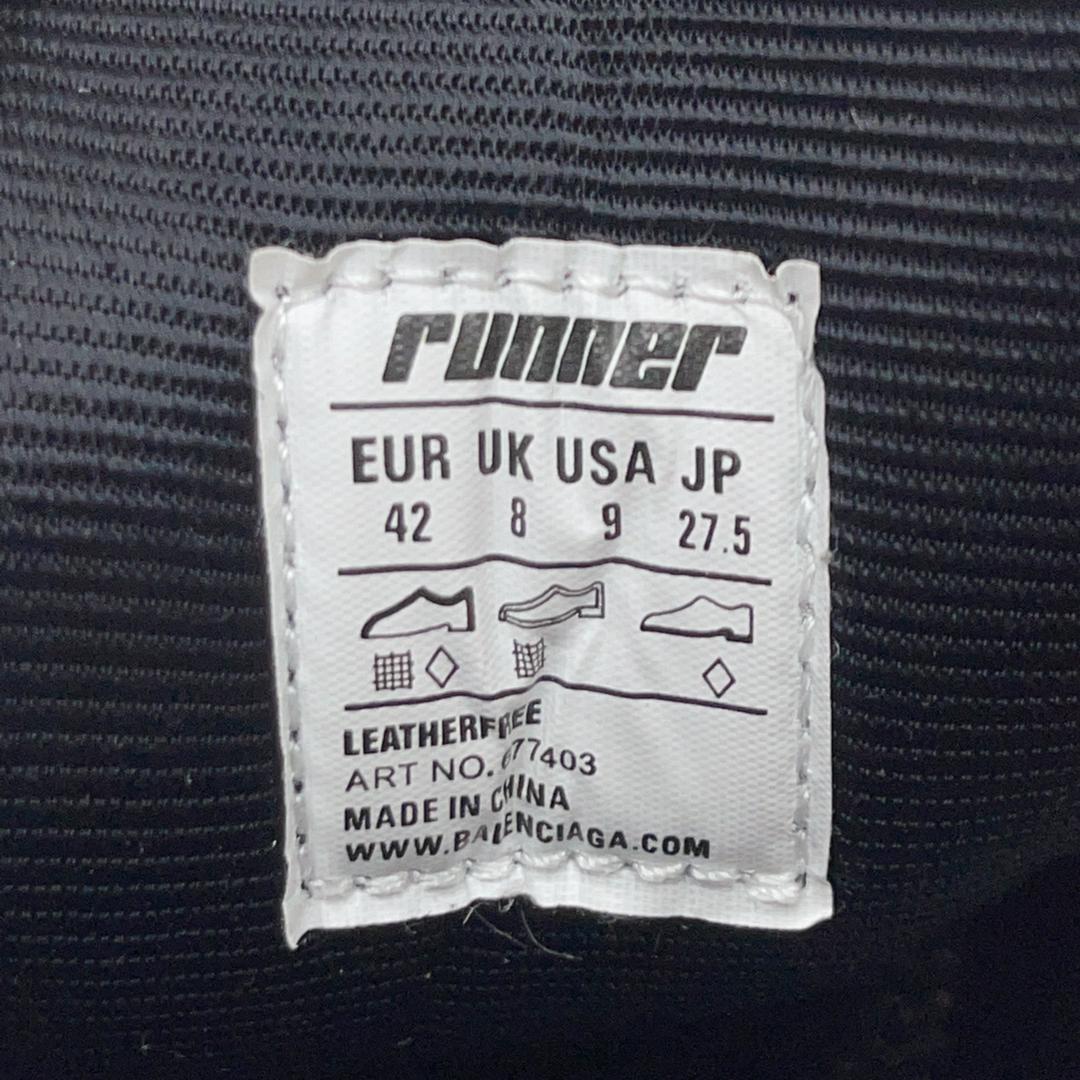 runner
EUR UK USA JP
42 8 9 27.5
LEATHERFREE
ART NO. 677403
MADE IN CHINA
WWW.BALENCIAGA.COM